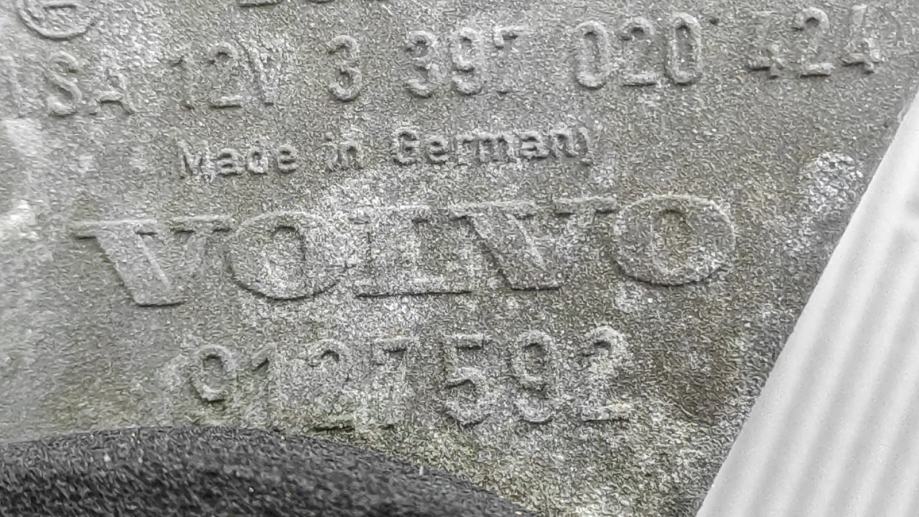 SA 12V 3 397 020 424
Made in Germany
VOLVO
9127592